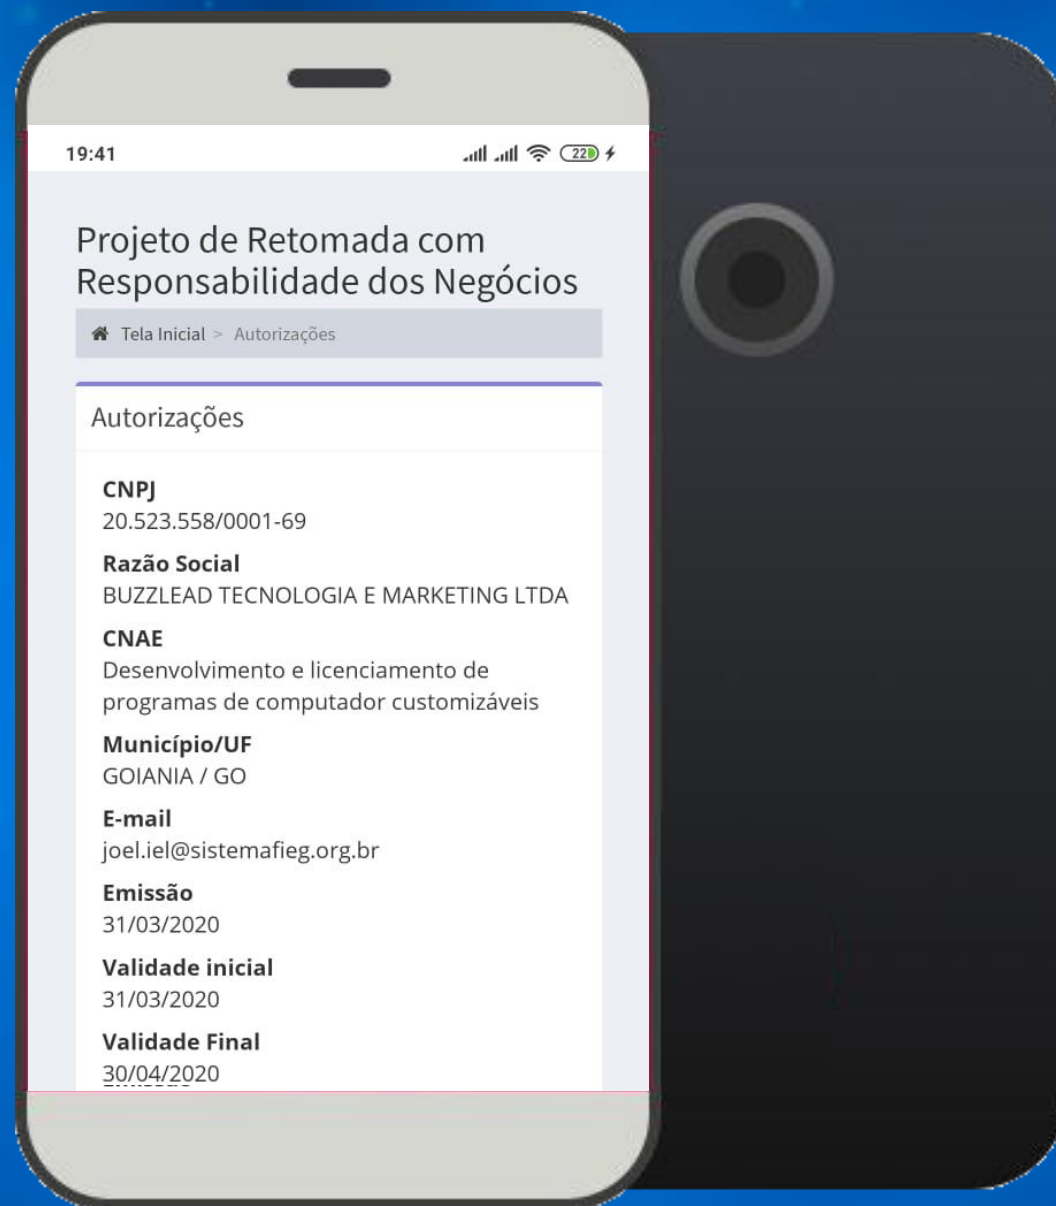 19:41
22
Projeto de Retomada com
Responsabilidade dos Negócios
Tela Inicial > Autorizações
Autorizações
CNPJ
20.523.558/0001-69
Razão Social
BUZZLEAD TECNOLOGIA E MARKETING LTDA
CNAE
Desenvolvimento e licenciamento de
programas de computador customizáveis
Município/UF
GOIANIA / GO
E-mail
joel.iel@sistemafieg.org.br
Emissão
31/03/2020
Validade inicial
31/03/2020
Validade Final
30/04/2020